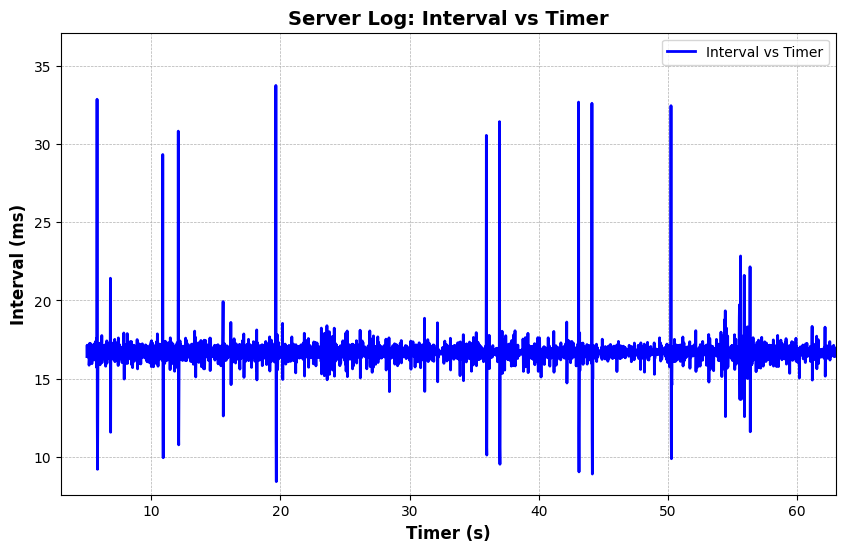 Server Log: Interval vs Timer
Interval vs Timer
35
30
25
20
15
10
Interval (ms)
10 20 30 40 50 60
Timer (s)